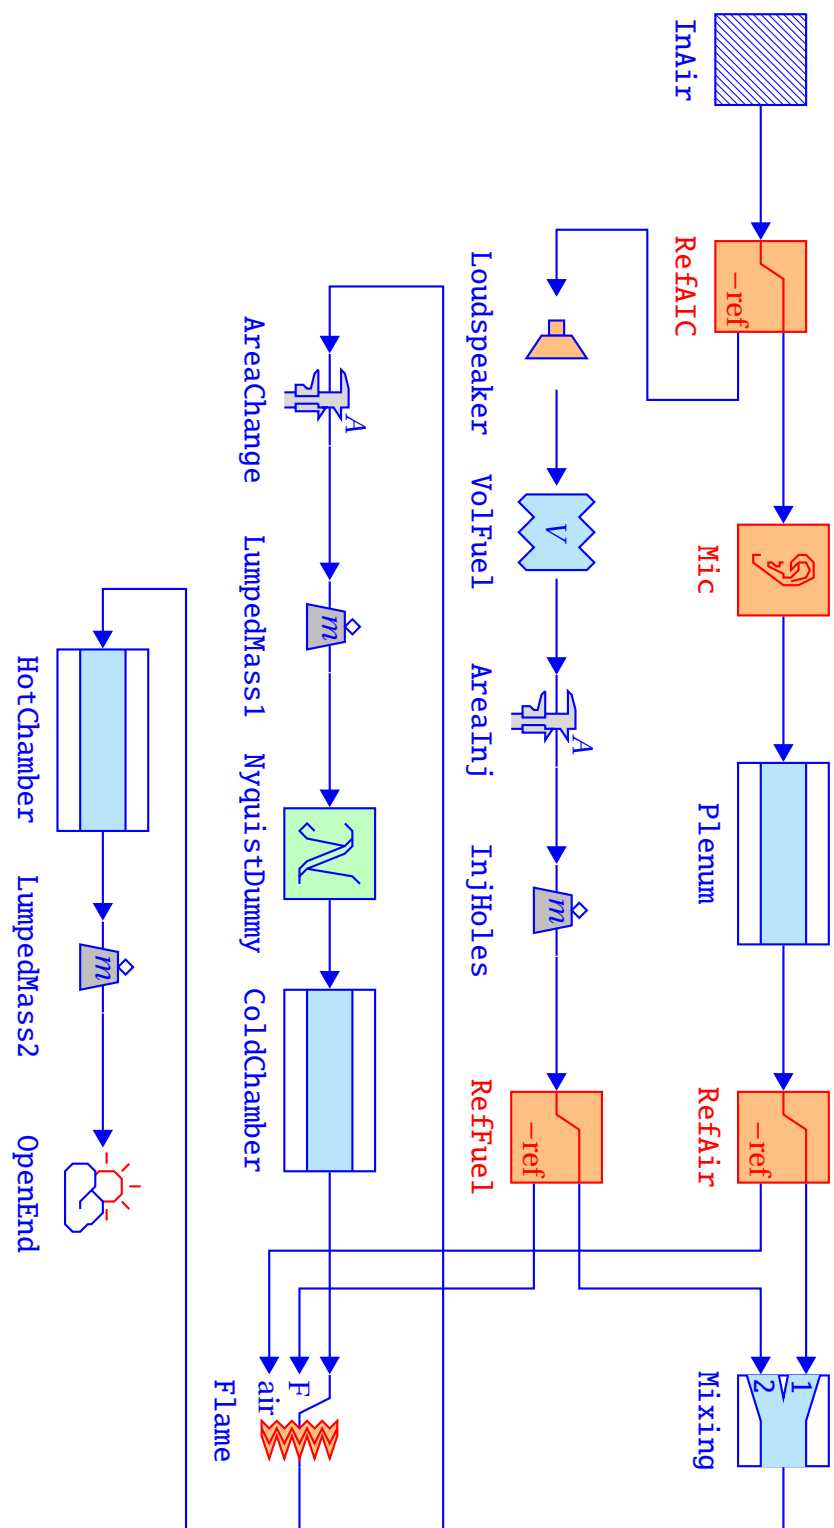 InAir
RefAIC
−ref
Mic
Plenum
RefAir
−ref
Mixing
1
2
Loudspeaker
VolFuel
V
AreaInj
A
InjHoles
m
RefFuel
−ref
AreaChange
A
LumpedMass1
m
NyquistDummy
N
ColdChamber
Flame
F
air
HotChamber
LumpedMass2
m
OpenEnd